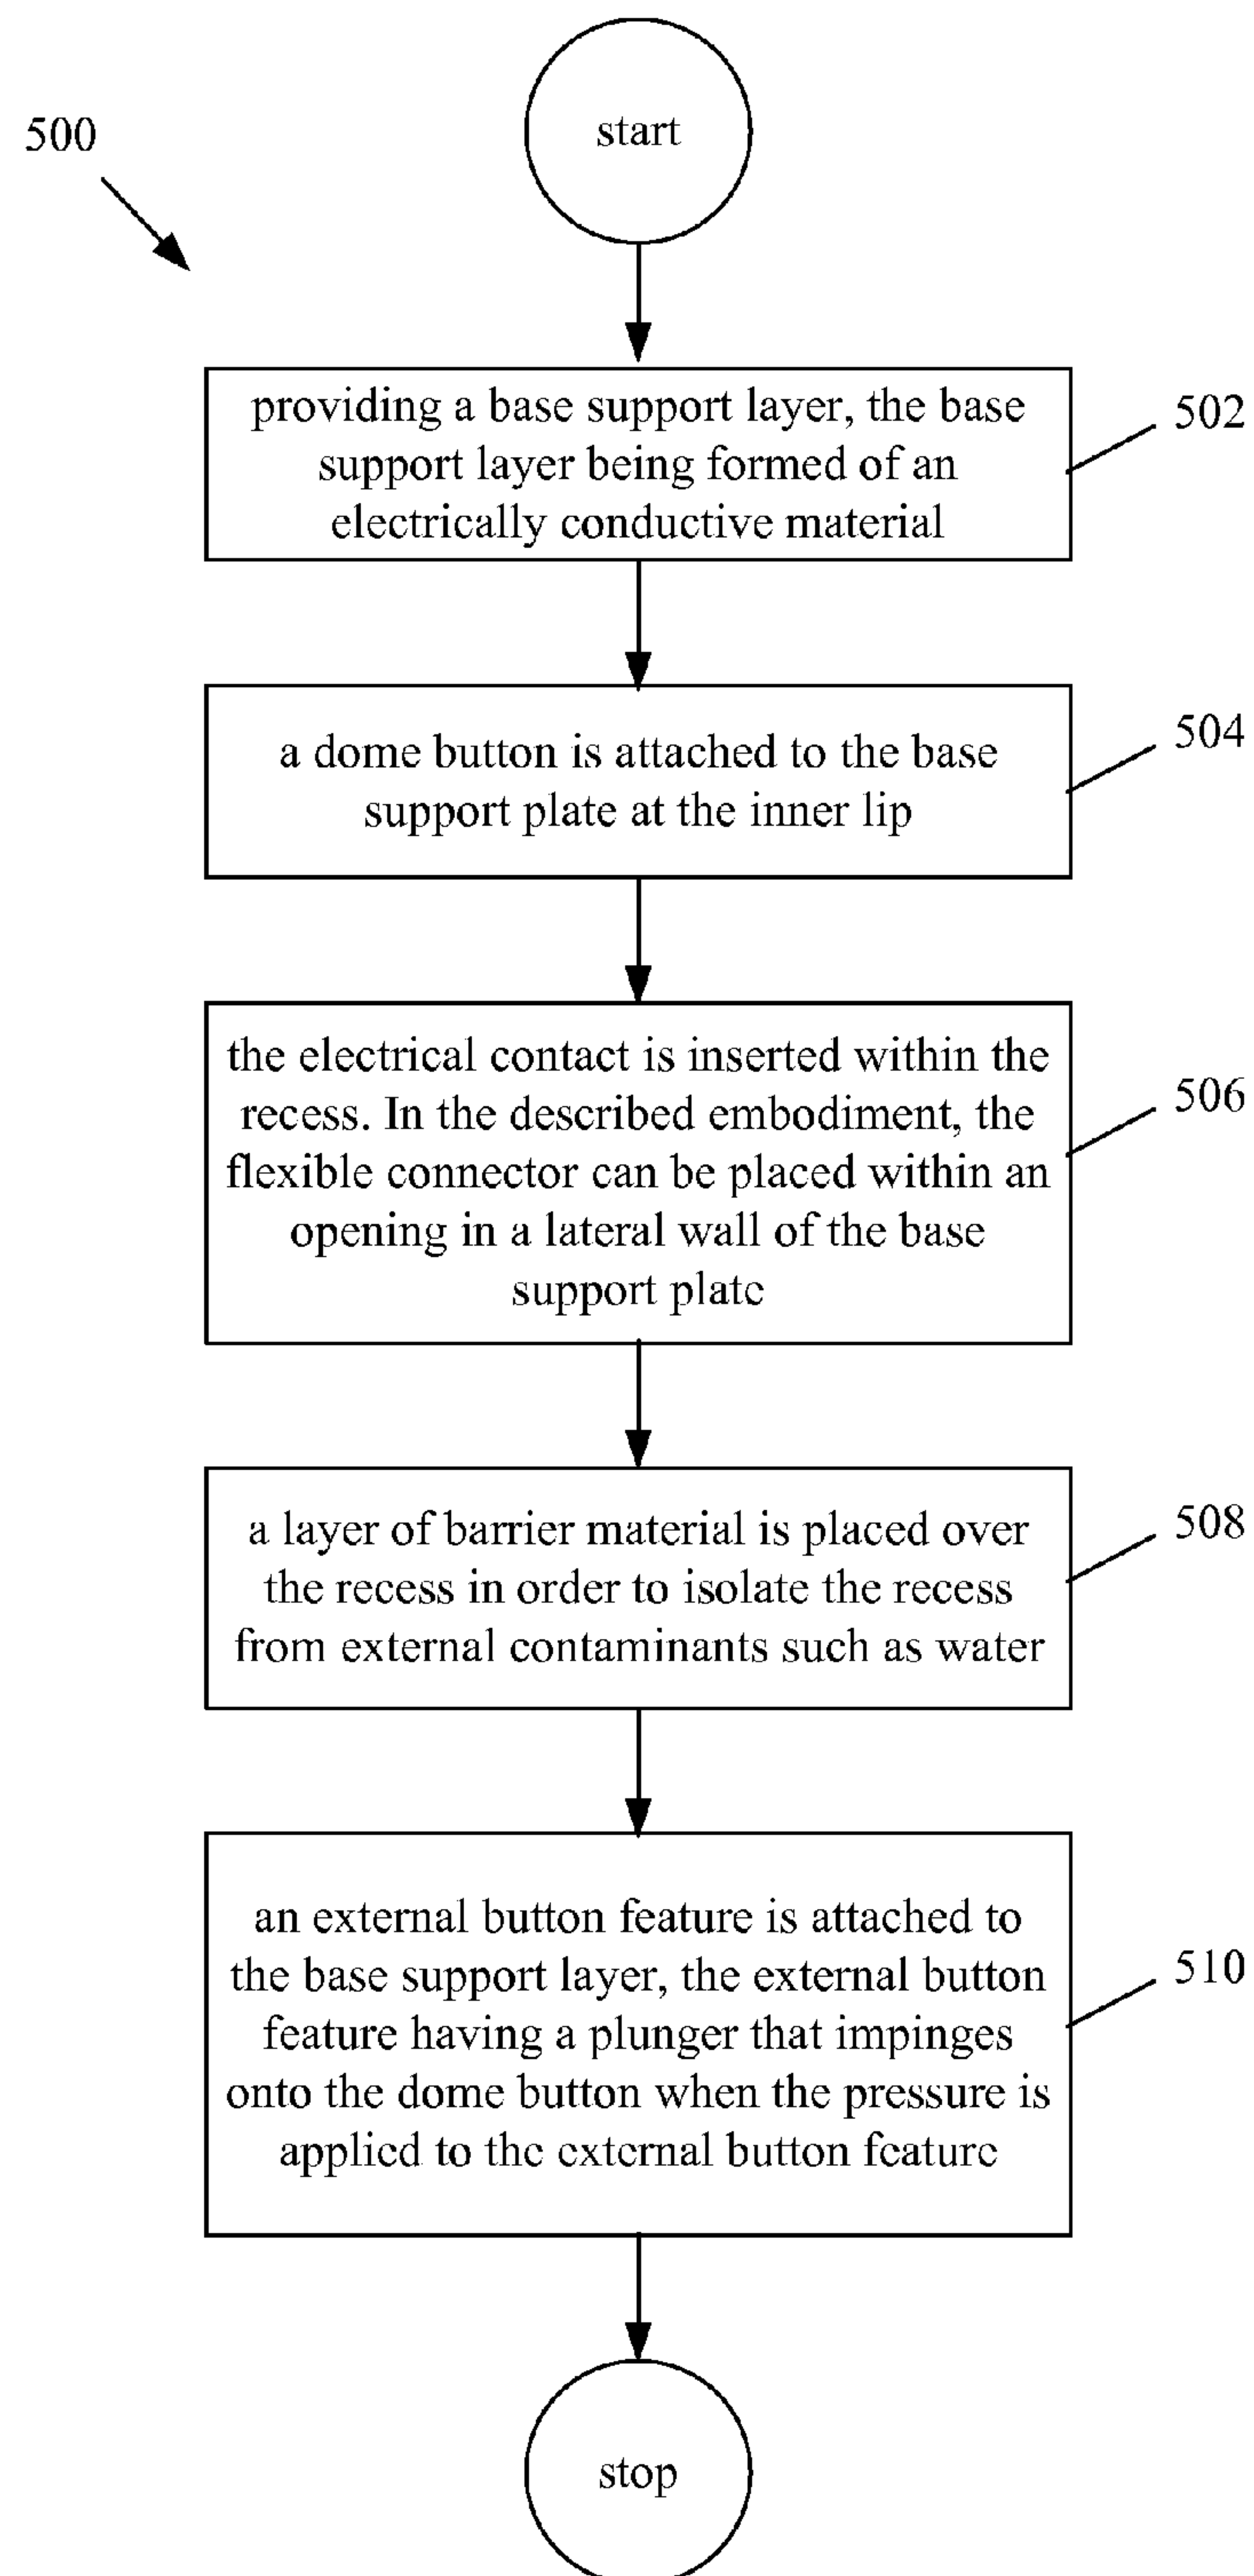 start
500
providing a base support layer, the base
support layer being formed of an
electrically conductive material
502
a dome button is attached to the base
support plate at the inner lip
504
the electrical contact is inserted within the
recess. In the described embodiment, the
flexible connector can be placed within an
opening in a lateral wall of the base
support plate
506
a layer of barrier material is placed over
the recess in order to isolate the recess
from external contaminants such as water
508
an external button feature is attached to
the base support layer, the external button
feature having a plunger that impinges
onto the dome button when the pressure is
applied to the external button feature
510
stop